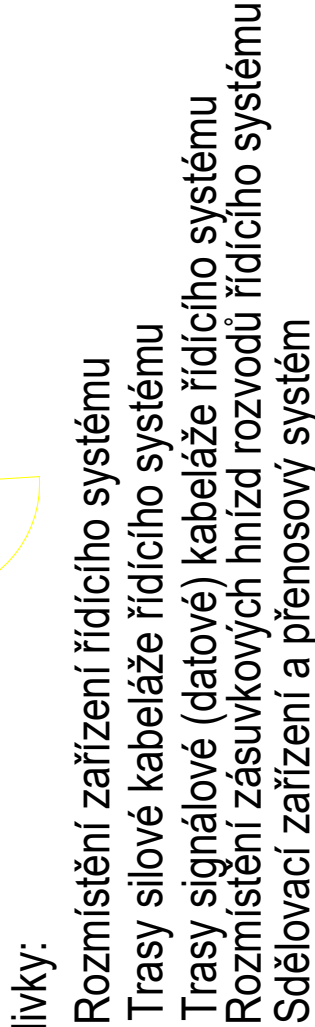 livky:
Rozmístění zařízení řídícího systému
Trasy silové kabeláže řídícího systému
Trasy signálové (datové) kabeláže řídícího systému
Rozmístění zásuvkových hnízd rozvodů řídícího systému
Sdělovací zařízení a přenosový systém